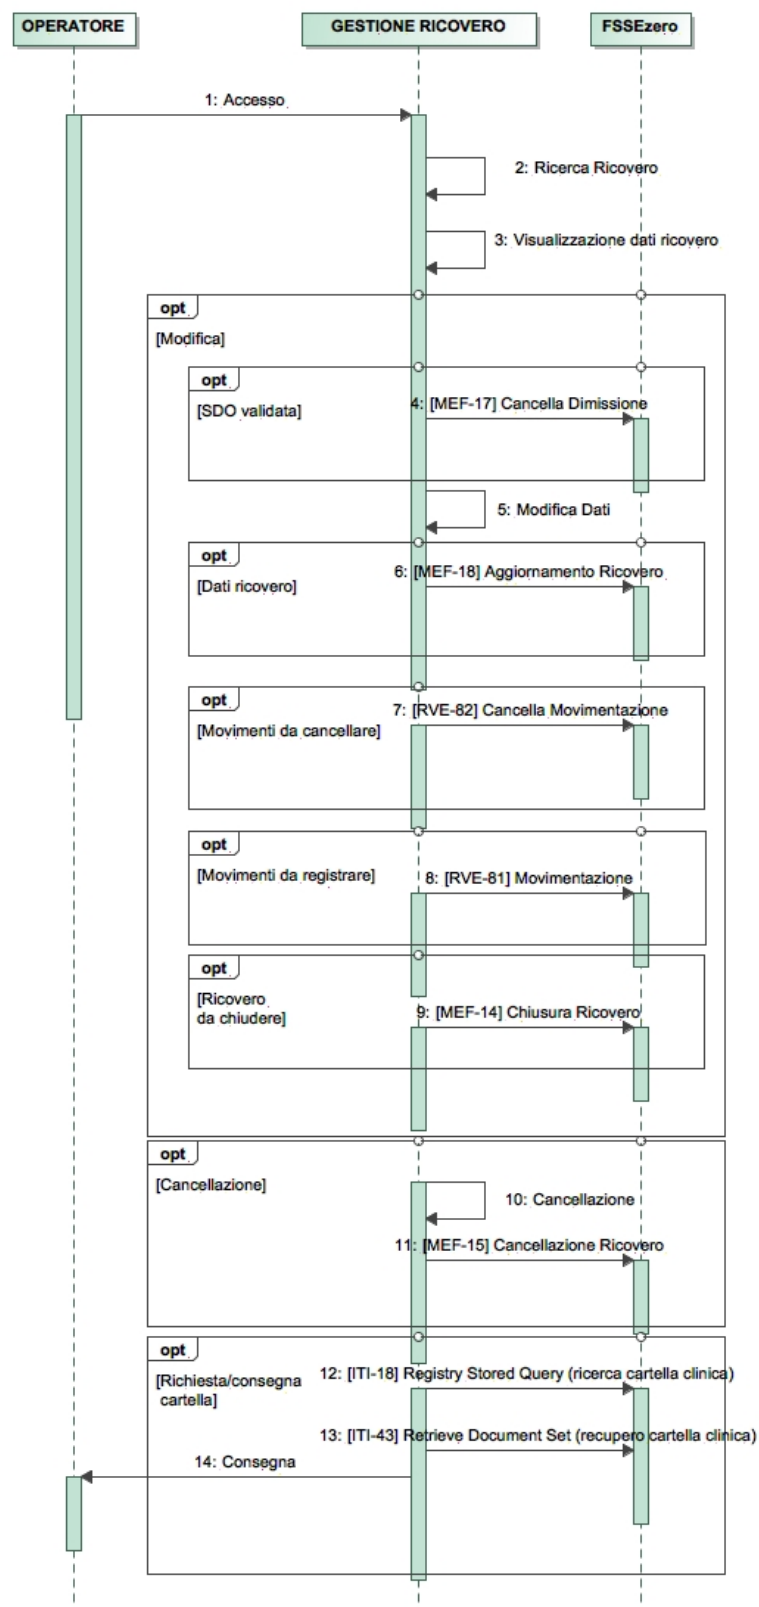 OPERATORE
GESTIONE RICOVERO
FSSEzero
1: Accesso
2: Ricerca Ricovero
3: Visualizzazione dati ricovero
opt
[Modifica]
opt
[SDO validata]
4: [MEF-17] Cancella Dimissione
5: Modifica Dati
opt
[Dati ricovero]
6: [MEF-18] Aggiornamento Ricovero
opt
[Movimenti da cancellare]
7: [RVE-82] Cancella Movimentazione
opt
[Movimenti da registrare]
8: [RVE-81] Movimentazione
opt
[Ricovero
da chiudere]
9: [MEF-14] Chiusura Ricovero
opt
[Cancellazione]
10: Cancellazione
11: [MEF-15] Cancellazione Ricovero
opt
[Richiesta/consegna
cartella]
12: [ITI-18] Registry Stored Query (ricerca cartella clinica)
13: [ITI-43] Retrieve Document Set (recupero cartella clinica)
14: Consegna